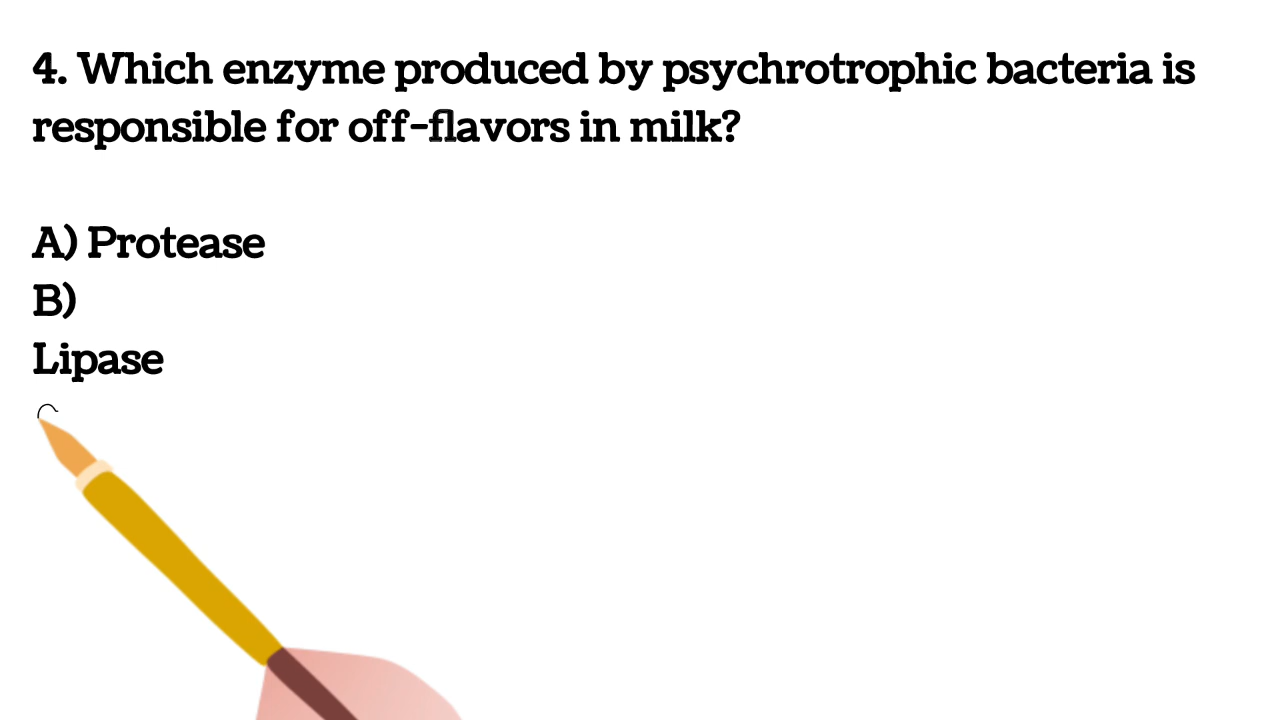 4. Which enzyme produced by psychrotrophic bacteria is
responsible for off-flavors in milk?
A) Protease
B)
Lipase